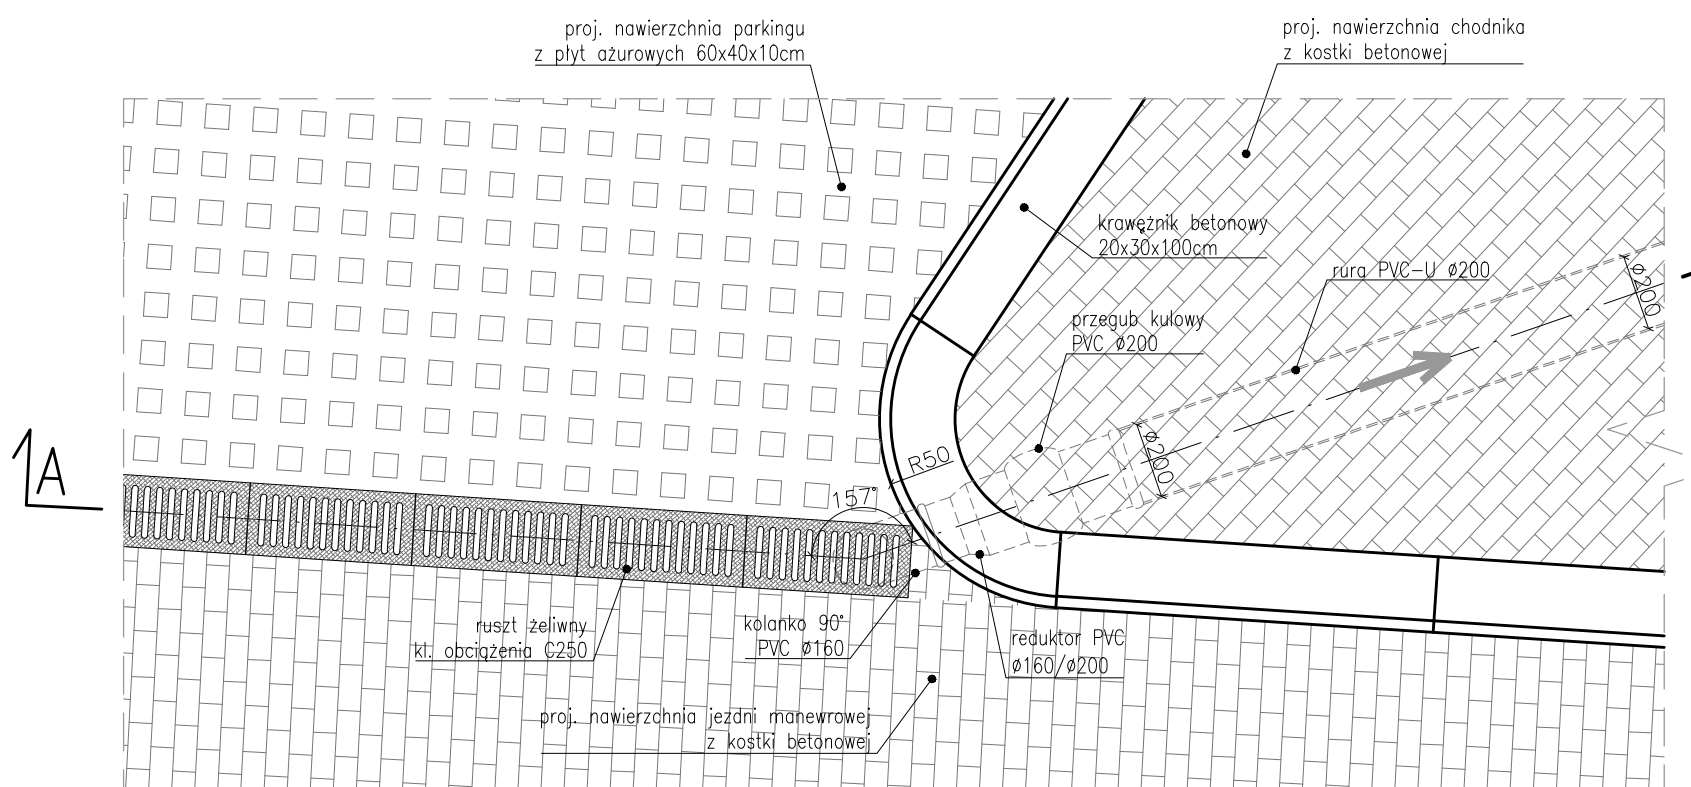 proj. nawierzchnia parkingu
z płyt ażurowych 60x40x10cm
proj. nawierzchnia chodnika
z kostki betonowej
krawężnik betonowy
20x30x100cm
rura PVC-U ø200
ø200
przegub kulowy
PVC ø200
ø200
R50
157°
A
ruszt żeliwny
kl. obciążenia C250
kolanko 90°
PVC ø160
reduktor PVC
ø160/ø200
proj. nawierzchnia jezdni manewrowej
z kostki betonowej